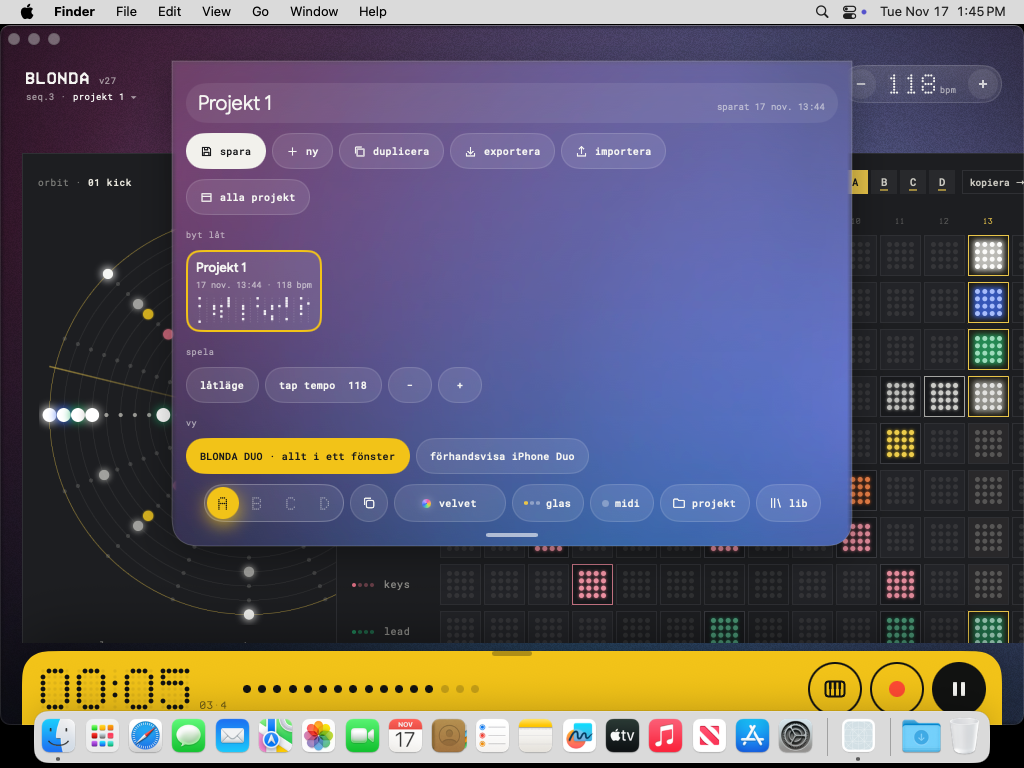 Finder File Edit View Go Window Help Tue Nov 17 1:45 PM
BLONDA v27
seq.3 · projekt 1
118 bpm
Projekt 1 sparat 17 nov. 13:44
spara ny duplicera exportera importera
alla projekt
orbit · 01 kick
A B C D kopiera →
10 11 12 13
byt låt
Projekt 1
17 nov. 13:44 · 118 bpm
spela
låtläge tap tempo 118 - +
vy
BLONDA DUO · allt i ett fönster förhandsvisa iPhone Duo
A B C D velvet glas midi projekt lib
keys
lead
00:05 03·4
NOV
17
tv